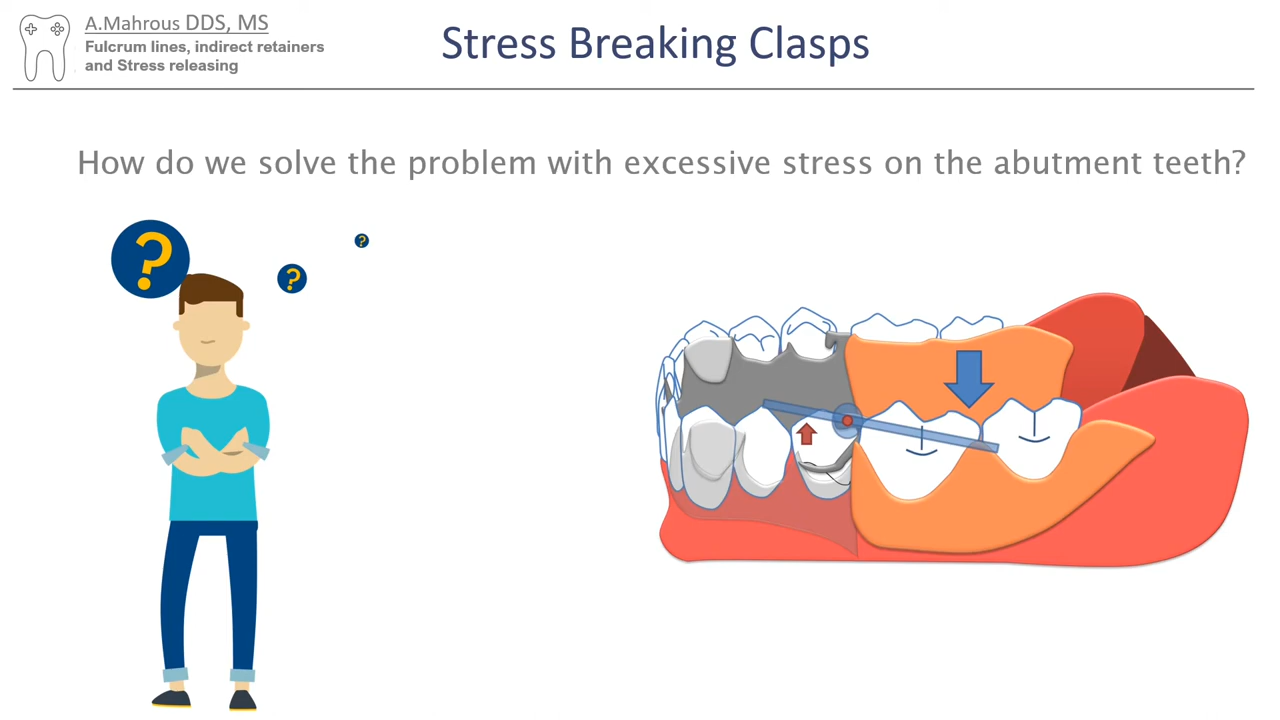 A.Mahrous DDS, MS
Fulcrum lines, indirect retainers
and Stress releasing
Stress Breaking Clasps
How do we solve the problem with excessive stress on the abutment teeth?
?
?
?